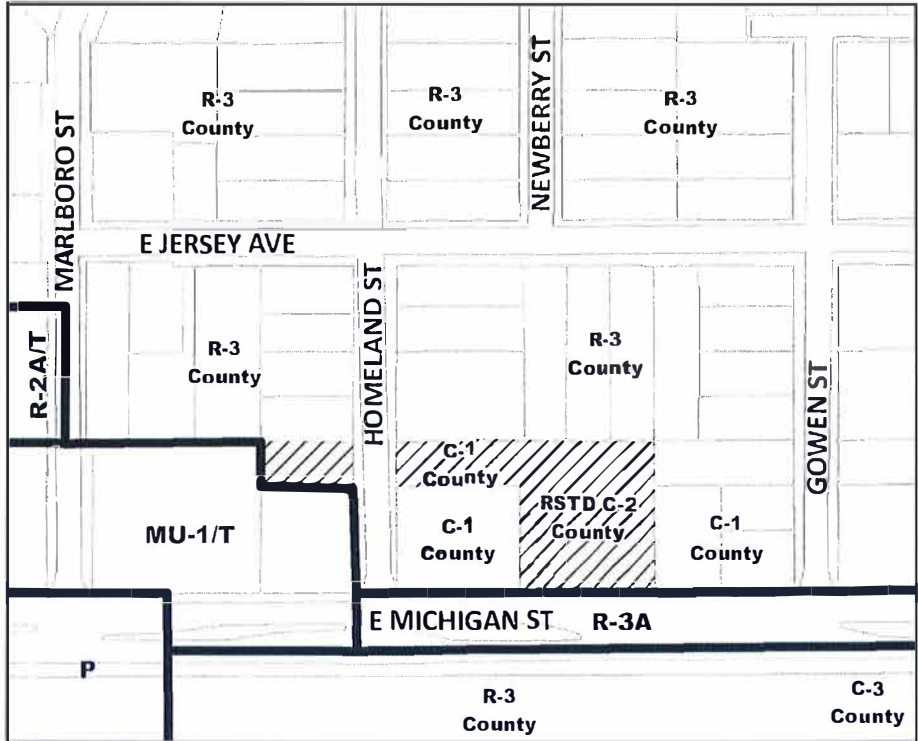 R-3
County
R-3
County
NEWBERRY ST
R-3
County
MARLBORO ST
E JERSEY AVE
R-2A/T
R-3
County
HOMELAND ST
R-3
County
GOWEN ST
C-1
County
MU-1/T
C-1
County
RSTD C-2
County
C-1
County
E MICHIGAN ST
R-3A
P
R-3
County
C-3
County